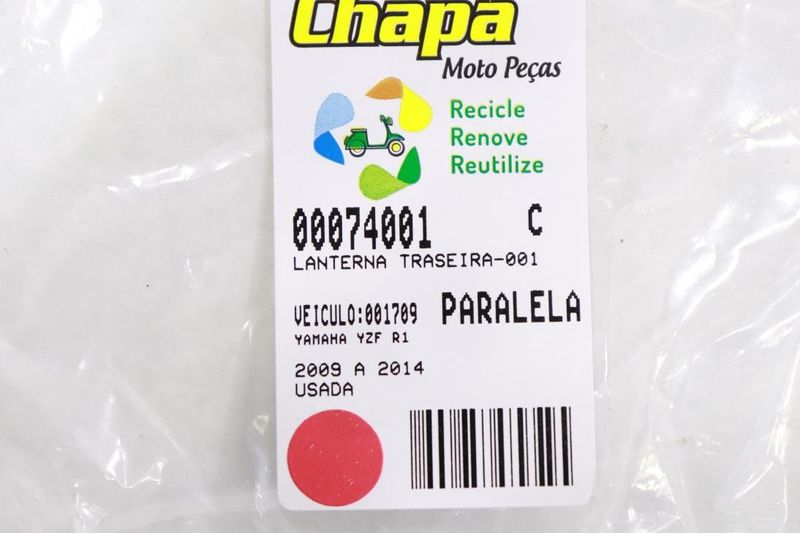 Chapa
Moto Peças
Recicle
Renove
Reutilize
00074001 C
LANTERNA TRASEIRA-001
VEICULO:001709 PARALELA
YAMAHA YZF R1
2009 A 2014
USADA